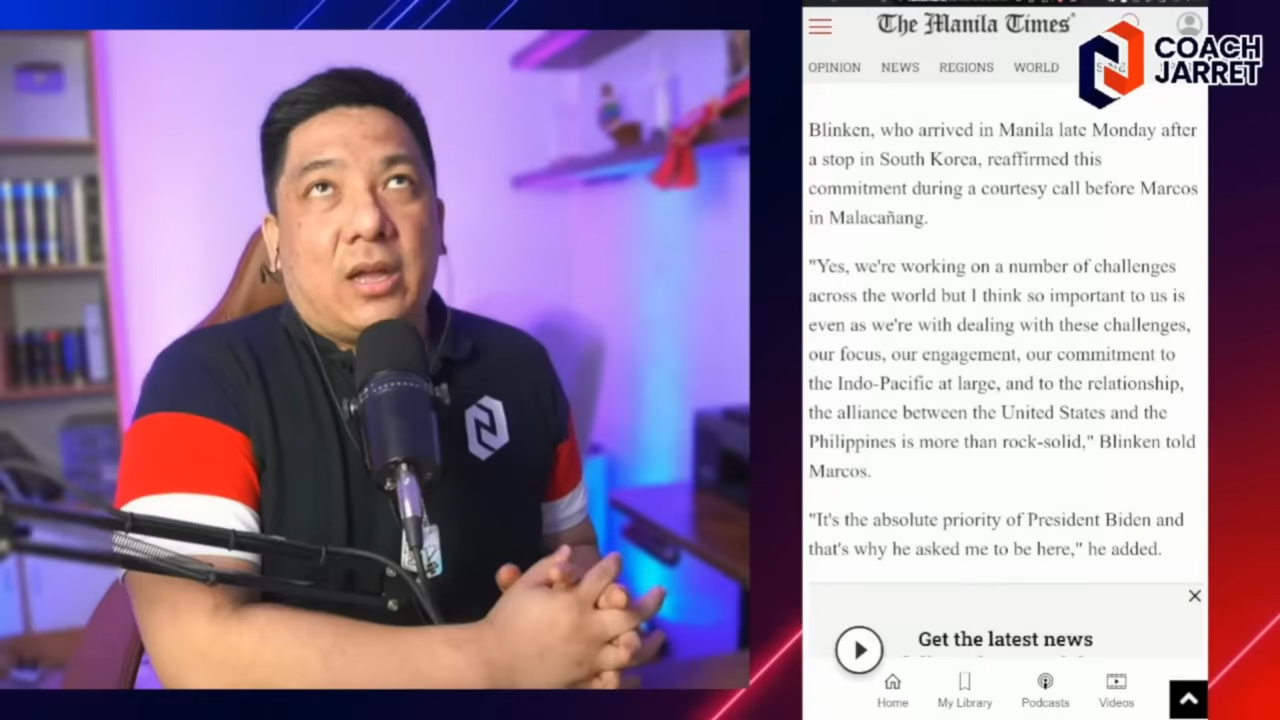 The Manila Times
COACH
JARRET
OPINION NEWS REGIONS WORLD
Blinken, who arrived in Manila late Monday after
a stop in South Korea, reaffirmed this
commitment during a courtesy call before Marcos
in Malacañang.
"Yes, we're working on a number of challenges
across the world but I think so important to us is
even as we're with dealing with these challenges,
our focus, our engagement, our commitment to
the Indo-Pacific at large, and to the relationship,
the alliance between the United States and the
Philippines is more than rock-solid," Blinken told
Marcos.
"It's the absolute priority of President Biden and
that's why he asked me to be here," he added.
Get the latest news
Home My Library Podcasts Videos